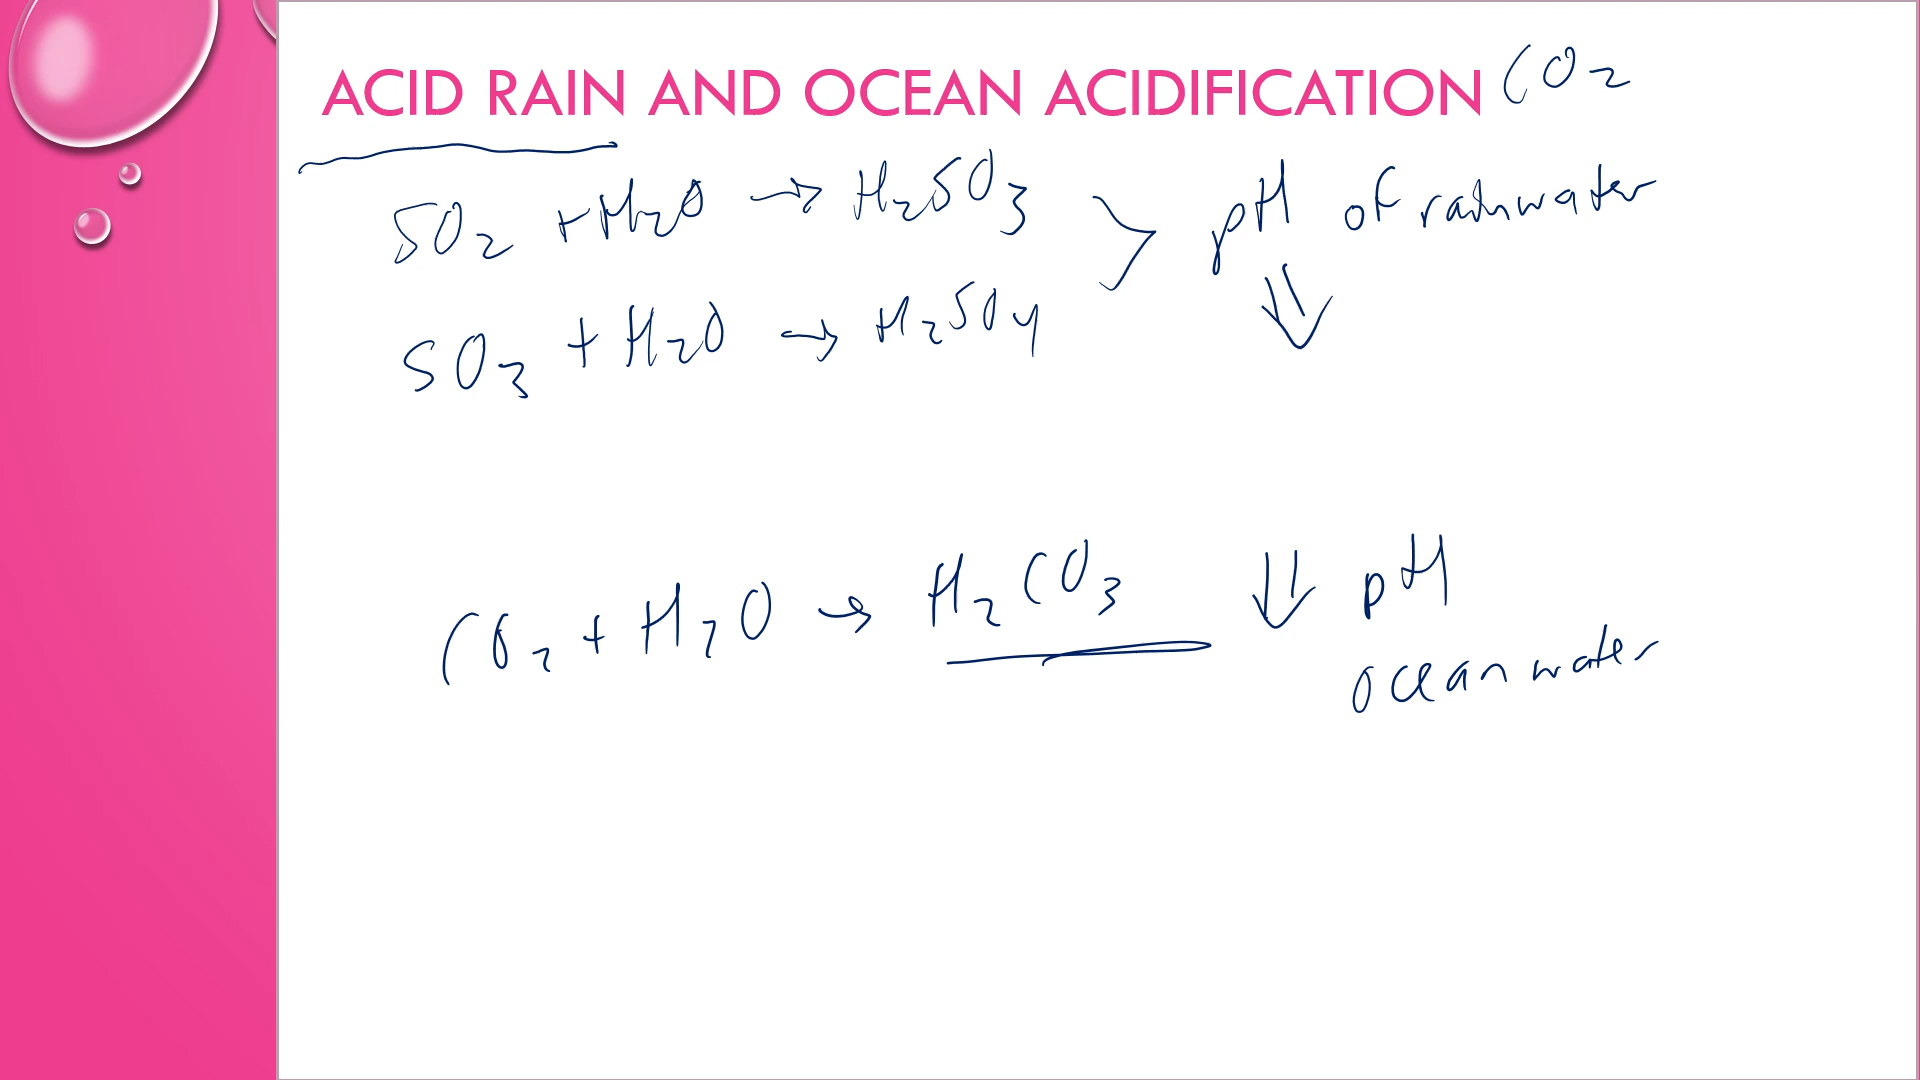 ACID RAIN AND OCEAN ACIDIFICATION CO2
SO2 + H2O → H2SO3 > pH of rainwater ↓
SO3 + H2O → H2SO4
CO2 + H2O → H2CO3 ↓ pH
ocean water